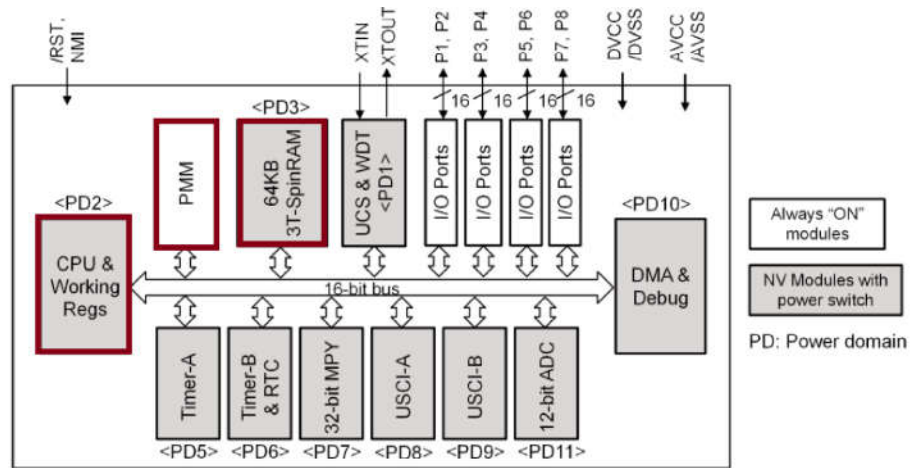 /RST,
NMI
XTIN
XTOUT
P1, P2
P3, P4
P5, P6
P7, P8
DVCC
/DVSS
AVCC
/AVSS
16
16
16
16
<PD3>
PMM
64KB
3T-SpinRAM
UCS & WDT
<PD1>
I/O Ports
I/O Ports
I/O Ports
I/O Ports
<PD2>
CPU &
Working
Regs
16-bit bus
<PD10>
DMA &
Debug
Always "ON"
modules
NV Modules with
power switch
PD: Power domain
Timer-A
Timer-B
& RTC
32-bit MPY
USCI-A
USCI-B
12-bit ADC
<PD5>
<PD6>
<PD7>
<PD8>
<PD9>
<PD11>